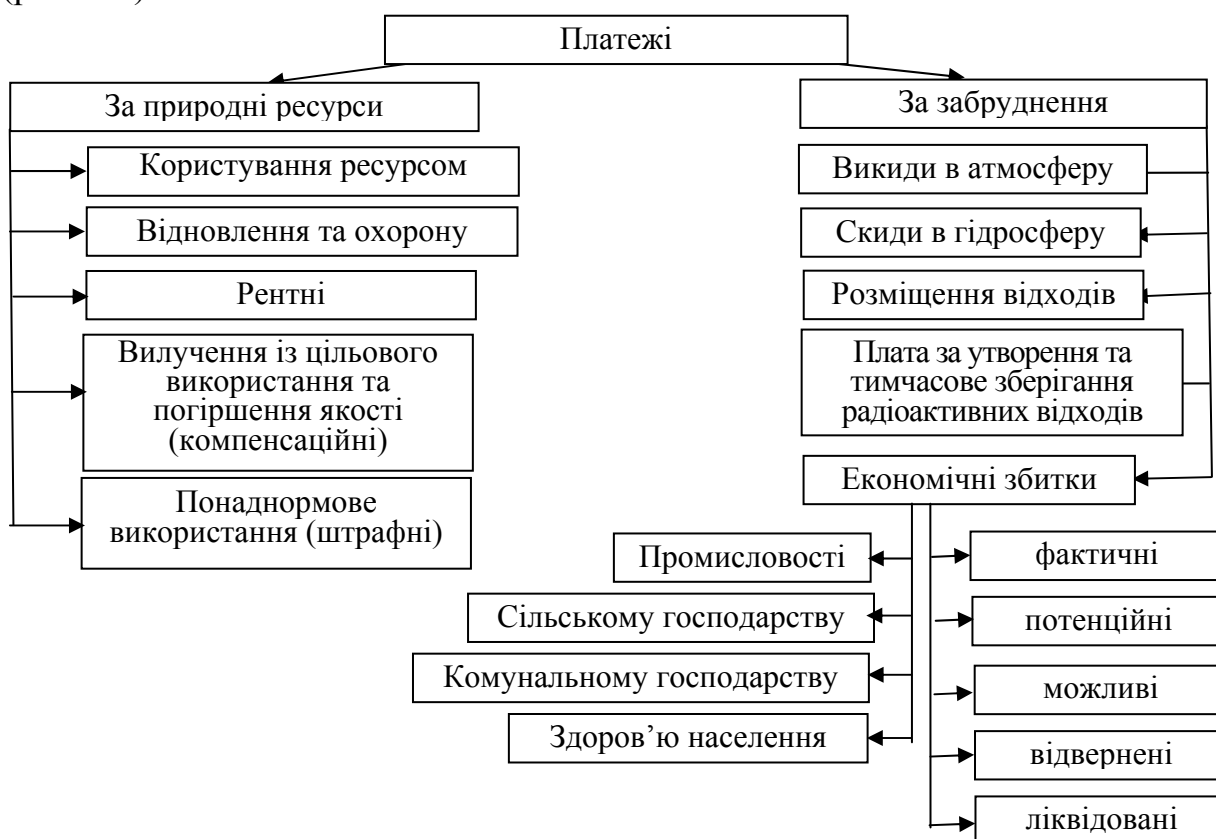 Платежі
За природні ресурси
Користування ресурсом
Відновлення та охорону
Рентні
Вилучення із цільового
використання та
погіршення якості
(компенсаційні)
Понаднормове
використання (штрафні)
За забруднення
Викиди в атмосферу
Скиди в гідросферу
Розміщення відходів
Плата за утворення та
тимчасове зберігання
радіоактивних відходів
Економічні збитки
Промисловості
Сільському господарству
Комунальному господарству
Здоров’ю населення
фактичні
потенційні
можливі
відвернені
ліквідовані